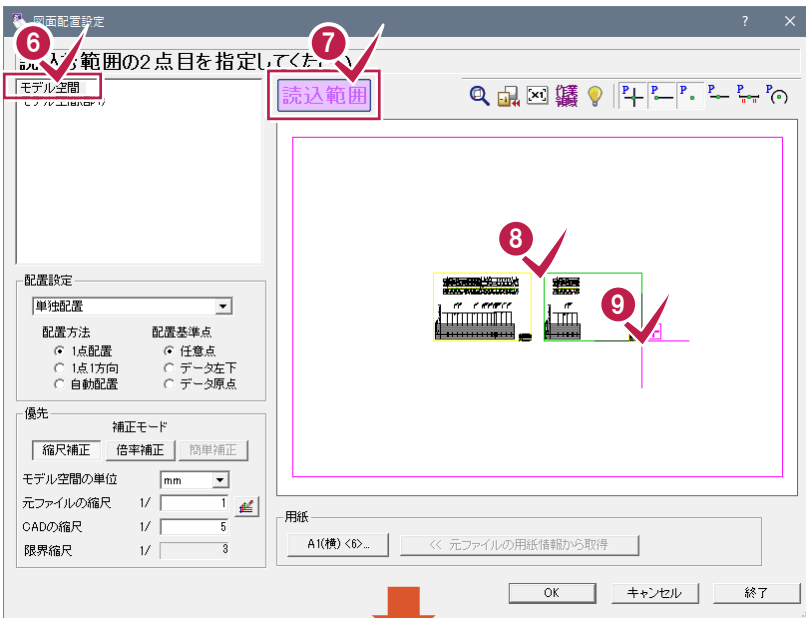 図面配置設定
?
6
7
範囲の2点目を指定し
モデル空間
読込範囲
8
9
配置設定
単独配置
配置方法 配置基準点
1点配置 任意点
1点1方向 データ左下
自動配置 データ原点
優先
補正モード
縮尺補正 倍率補正 簡単補正
モデル空間の単位 mm
元ファイルの縮尺 1/ 1
CADの縮尺 1/ 5
限界縮尺 1/ 3
用紙
A1(横) <6>... << 元ファイルの用紙情報から取得
OK キャンセル 終了